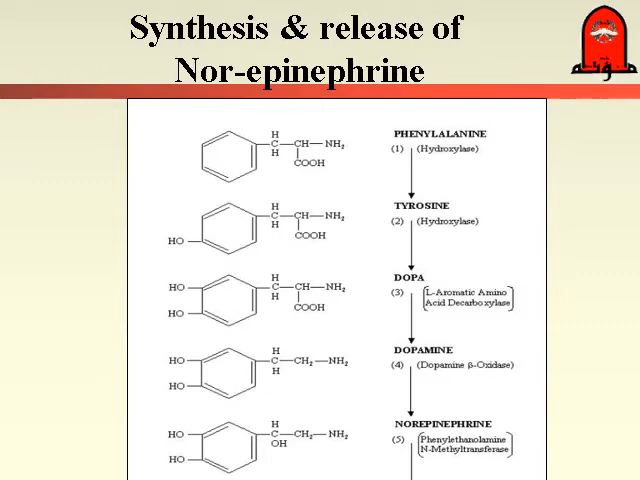 Synthesis & release of
Nor-epinephrine
مؤتة
H
C—CH—NH₂
H
COOH
PHENYLALANINE
(1) (Hydroxylase)
H
C—CH—NH₂
H
COOH
HO
TYROSINE
(2) (Hydroxylase)
HO
HO
H
C—CH—NH₂
H
COOH
DOPA
(3) (L-Aromatic Amino
Acid Decarboxylase)
HO
HO
H
C—CH₂—NH₂
H
DOPAMINE
(4) (Dopamine β-Oxidase)
HO
HO
H
C—CH₂—NH₂
OH
NOREPINEPHRINE
(5) (Phenylethanolamine
N-Methyltransferase)